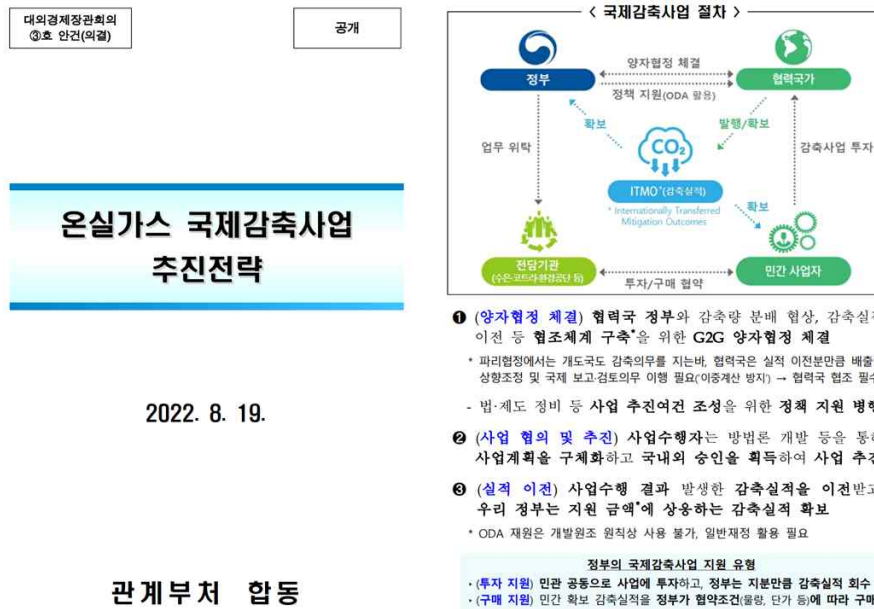 대외경제장관회의
③호 안건(의결)
공개
온실가스 국제감축사업
추진전략
2022. 8. 19.
관계부처 합동
< 국제감축사업 절차 >
정부
양자협정 체결
정책 지원(ODA 활용)
협력국가
확보
발행/확보
업무 위탁
CO₂
감축사업 투자
ITMO*(감축실적)
* Internationally Transferred
Mitigation Outcomes
확보
전담기관
(수은·코트라·환경공단 등)
투자/구매 협약
민간 사업자
❶ (양자협정 체결) 협력국 정부와 감축량 분배 협상, 감축실적
이전 등 협조체계 구축*을 위한 G2G 양자협정 체결
* 파리협정에서는 개도국도 감축의무를 지는바, 협력국은 실적 이전분만큼 배출
상향조정 및 국제 보고·검토의무 이행 필요('이중계산 방지') → 협력국 협조 필수
- 법·제도 정비 등 사업 추진여건 조성을 위한 정책 지원 병행
❷ (사업 협의 및 추진) 사업수행자는 방법론 개발 등을 통해
사업계획을 구체화하고 국내외 승인을 획득하여 사업 추진
❸ (실적 이전) 사업수행 결과 발생한 감축실적을 이전받고
우리 정부는 지원 금액*에 상응하는 감축실적 확보
* ODA 재원은 개발원조 원칙상 사용 불가, 일반재정 활용 필요
정부의 국제감축사업 지원 유형
· (투자 지원) 민관 공동으로 사업에 투자하고, 정부는 지분만큼 감축실적 회수
· (구매 지원) 민간 확보 감축실적을 정부가 협약조건(물량, 단가 등)에 따라 구매